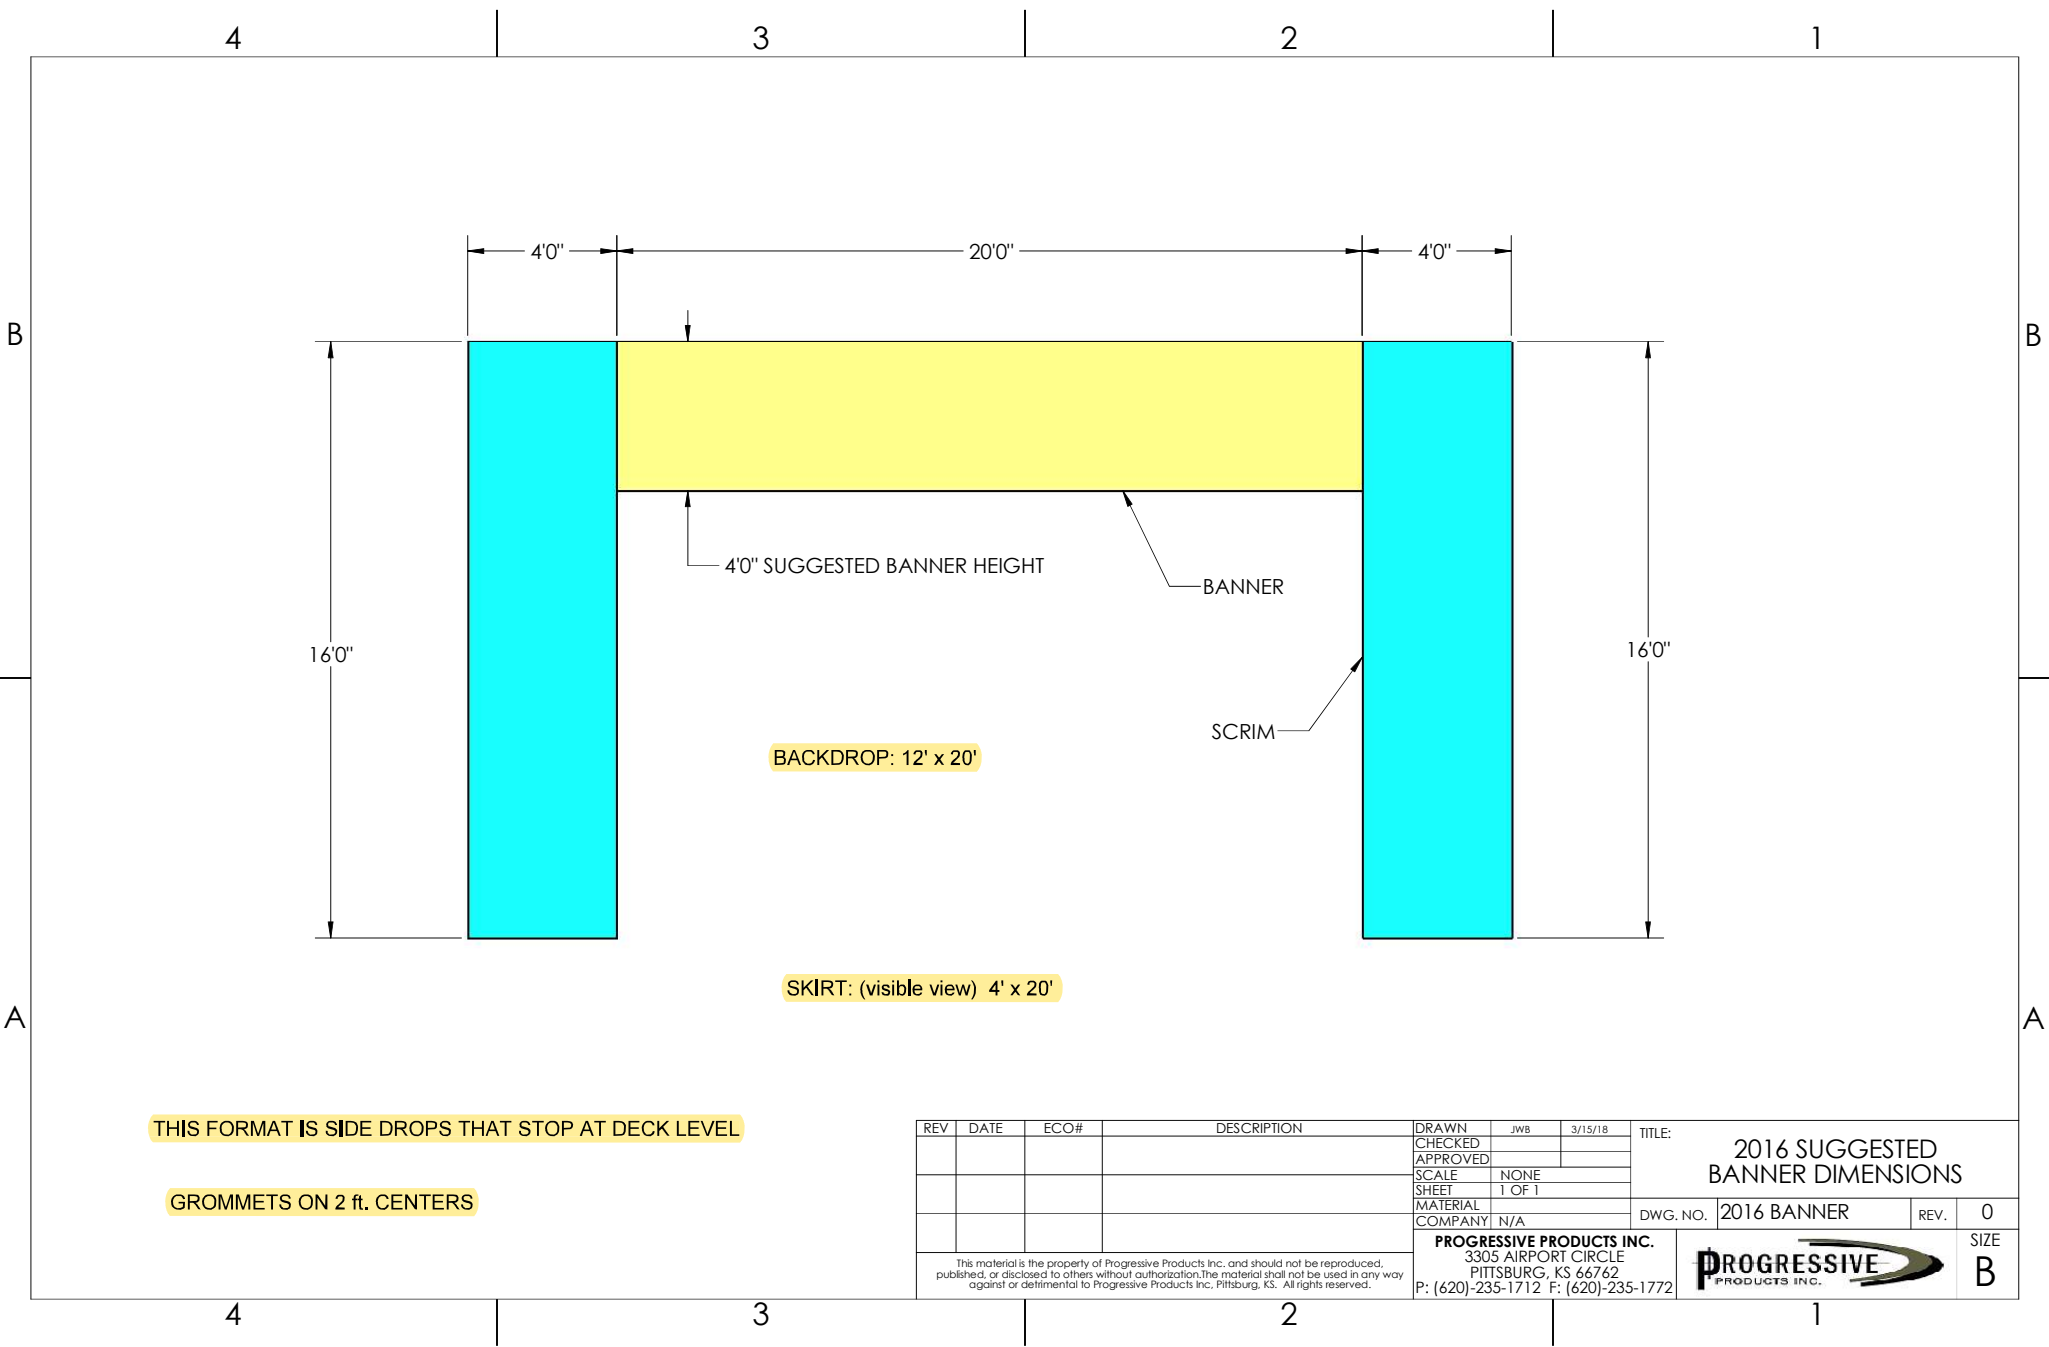 4 3 2 1
4'0" 20'0" 4'0"
B B
4'0" SUGGESTED BANNER HEIGHT
BANNER
16'0" 16'0"
SCRIM
BACKDROP: 12' x 20'
SKIRT: (visible view) 4' x 20'
A A
THIS FORMAT IS SIDE DROPS THAT STOP AT DECK LEVEL
GROMMETS ON 2 ft. CENTERS
REV DATE ECO# DESCRIPTION
This material is the property of Progressive Products Inc. and should not be reproduced,
published, or disclosed to others without authorization.The material shall not be used in any way
against or detrimental to Progressive Products Inc, Pittsburg, KS. All rights reserved.
DRAWN JWB 3/15/18
CHECKED
APPROVED
SCALE NONE
SHEET 1 OF 1
MATERIAL
COMPANY N/A
TITLE:
2016 SUGGESTED
BANNER DIMENSIONS
DWG. NO. 2016 BANNER REV. 0
PROGRESSIVE PRODUCTS INC.
3305 AIRPORT CIRCLE
PITTSBURG, KS 66762
P: (620)-235-1712 F: (620)-235-1772
PROGRESSIVE
PRODUCTS INC.
SIZE
B
4 3 2 1